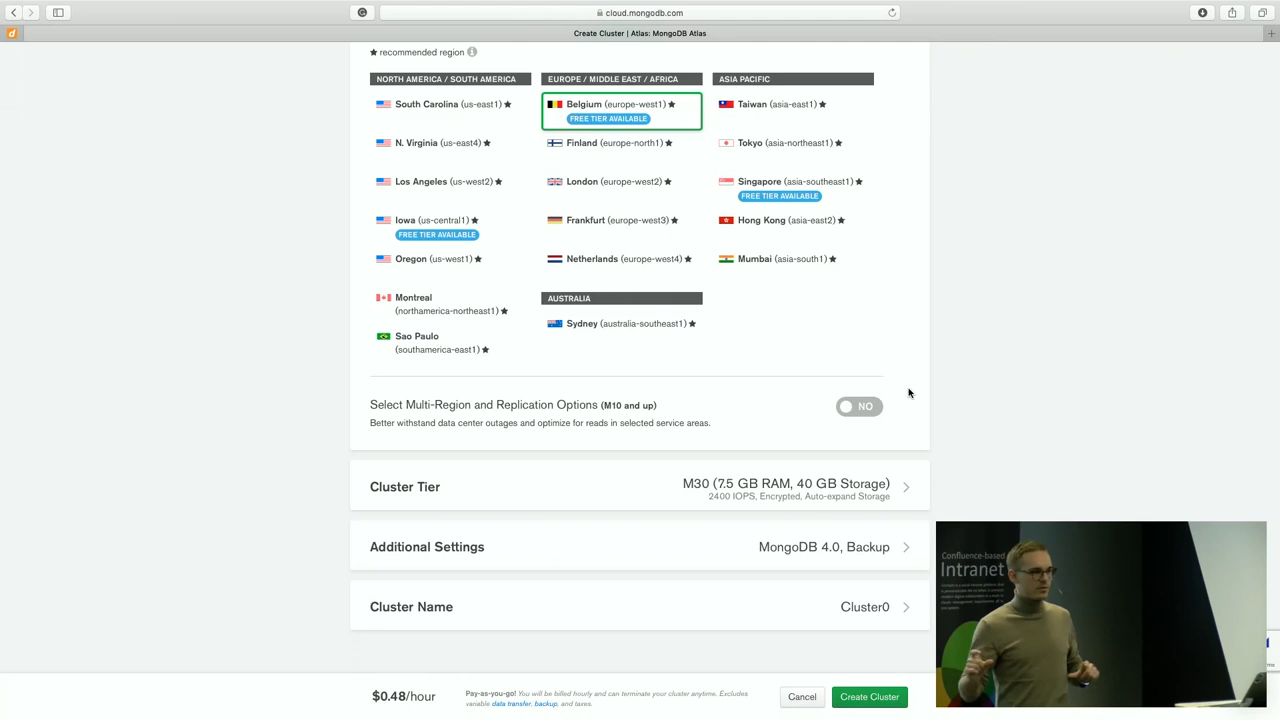 cloud.mongodb.com
Create Cluster | Atlas: MongoDB Atlas
★ recommended region
NORTH AMERICA / SOUTH AMERICA
South Carolina (us-east1) ★
N. Virginia (us-east4) ★
Los Angeles (us-west2) ★
Iowa (us-central1) ★
FREE TIER AVAILABLE
Oregon (us-west1) ★
Montreal
(northamerica-northeast1) ★
Sao Paulo
(southamerica-east1) ★
EUROPE / MIDDLE EAST / AFRICA
Belgium (europe-west1) ★
FREE TIER AVAILABLE
Finland (europe-north1) ★
London (europe-west2) ★
Frankfurt (europe-west3) ★
Netherlands (europe-west4) ★
AUSTRALIA
Sydney (australia-southeast1) ★
ASIA PACIFIC
Taiwan (asia-east1) ★
Tokyo (asia-northeast1) ★
Singapore (asia-southeast1) ★
FREE TIER AVAILABLE
Hong Kong (asia-east2) ★
Mumbai (asia-south1) ★
Select Multi-Region and Replication Options (M10 and up)
NO
Better withstand data center outages and optimize for reads in selected service areas.
Cluster Tier
M30 (7.5 GB RAM, 40 GB Storage)
2400 IOPS, Encrypted, Auto-expand Storage
Additional Settings
MongoDB 4.0, Backup
Cluster Name
Cluster0
$0.48/hour
Pay-as-you-go! You will be billed hourly and can terminate your cluster anytime. Excludes
variable data transfer, backup, and taxes.
Cancel
Create Cluster
Confluence-based
Intranet